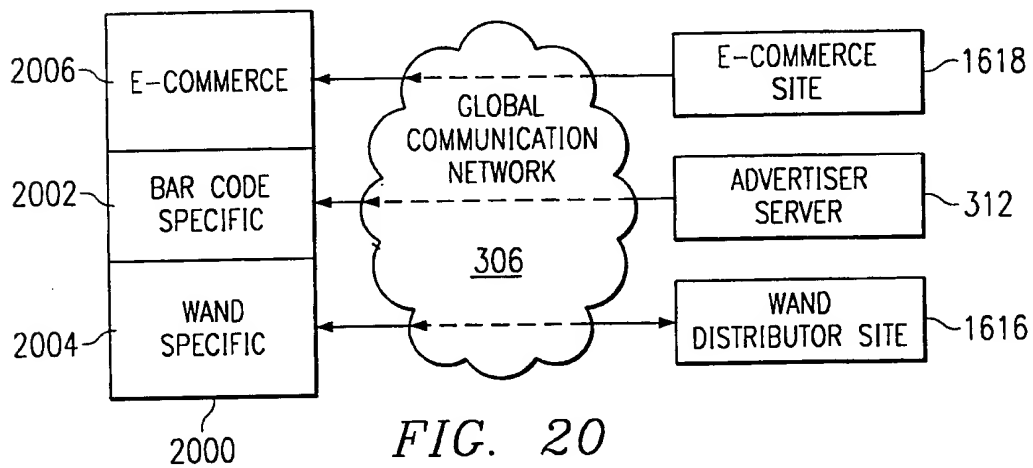 2006
E-COMMERCE
2002
BAR CODE
SPECIFIC
2004
WAND
SPECIFIC
2000
GLOBAL
COMMUNICATION
NETWORK
306
E-COMMERCE
SITE
1618
ADVERTISER
SERVER
312
WAND
DISTRIBUTOR SITE
1616
FIG. 20